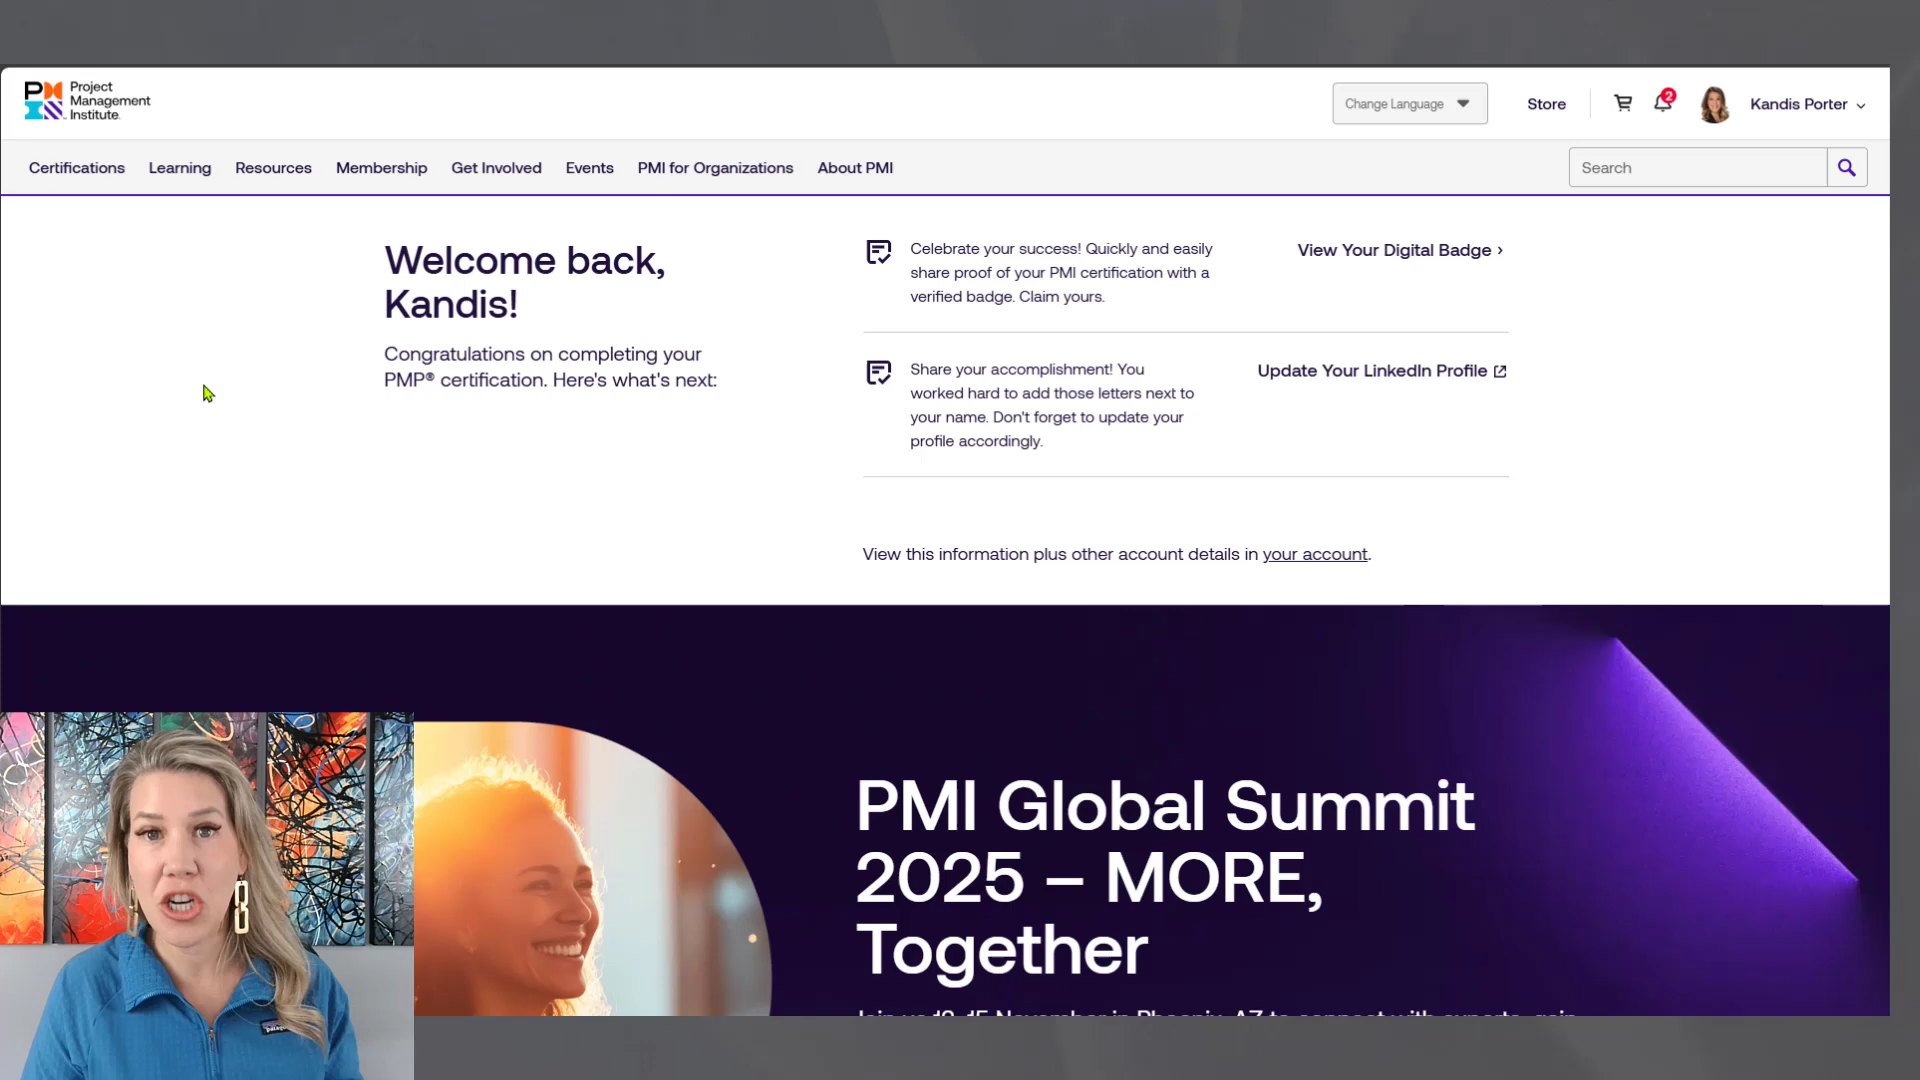 Project
Management
Institute.
Change Language
Store
2
Kandis Porter
Certifications
Learning
Resources
Membership
Get Involved
Events
PMI for Organizations
About PMI
Search
Welcome back,
Kandis!
Congratulations on completing your
PMP® certification. Here's what's next:
Celebrate your success! Quickly and easily
share proof of your PMI certification with a
verified badge. Claim yours.
View Your Digital Badge ›
Share your accomplishment! You
worked hard to add those letters next to
your name. Don't forget to update your
profile accordingly.
Update Your LinkedIn Profile
View this information plus other account details in your account.
PMI Global Summit
2025 – MORE,
Together
patagonia